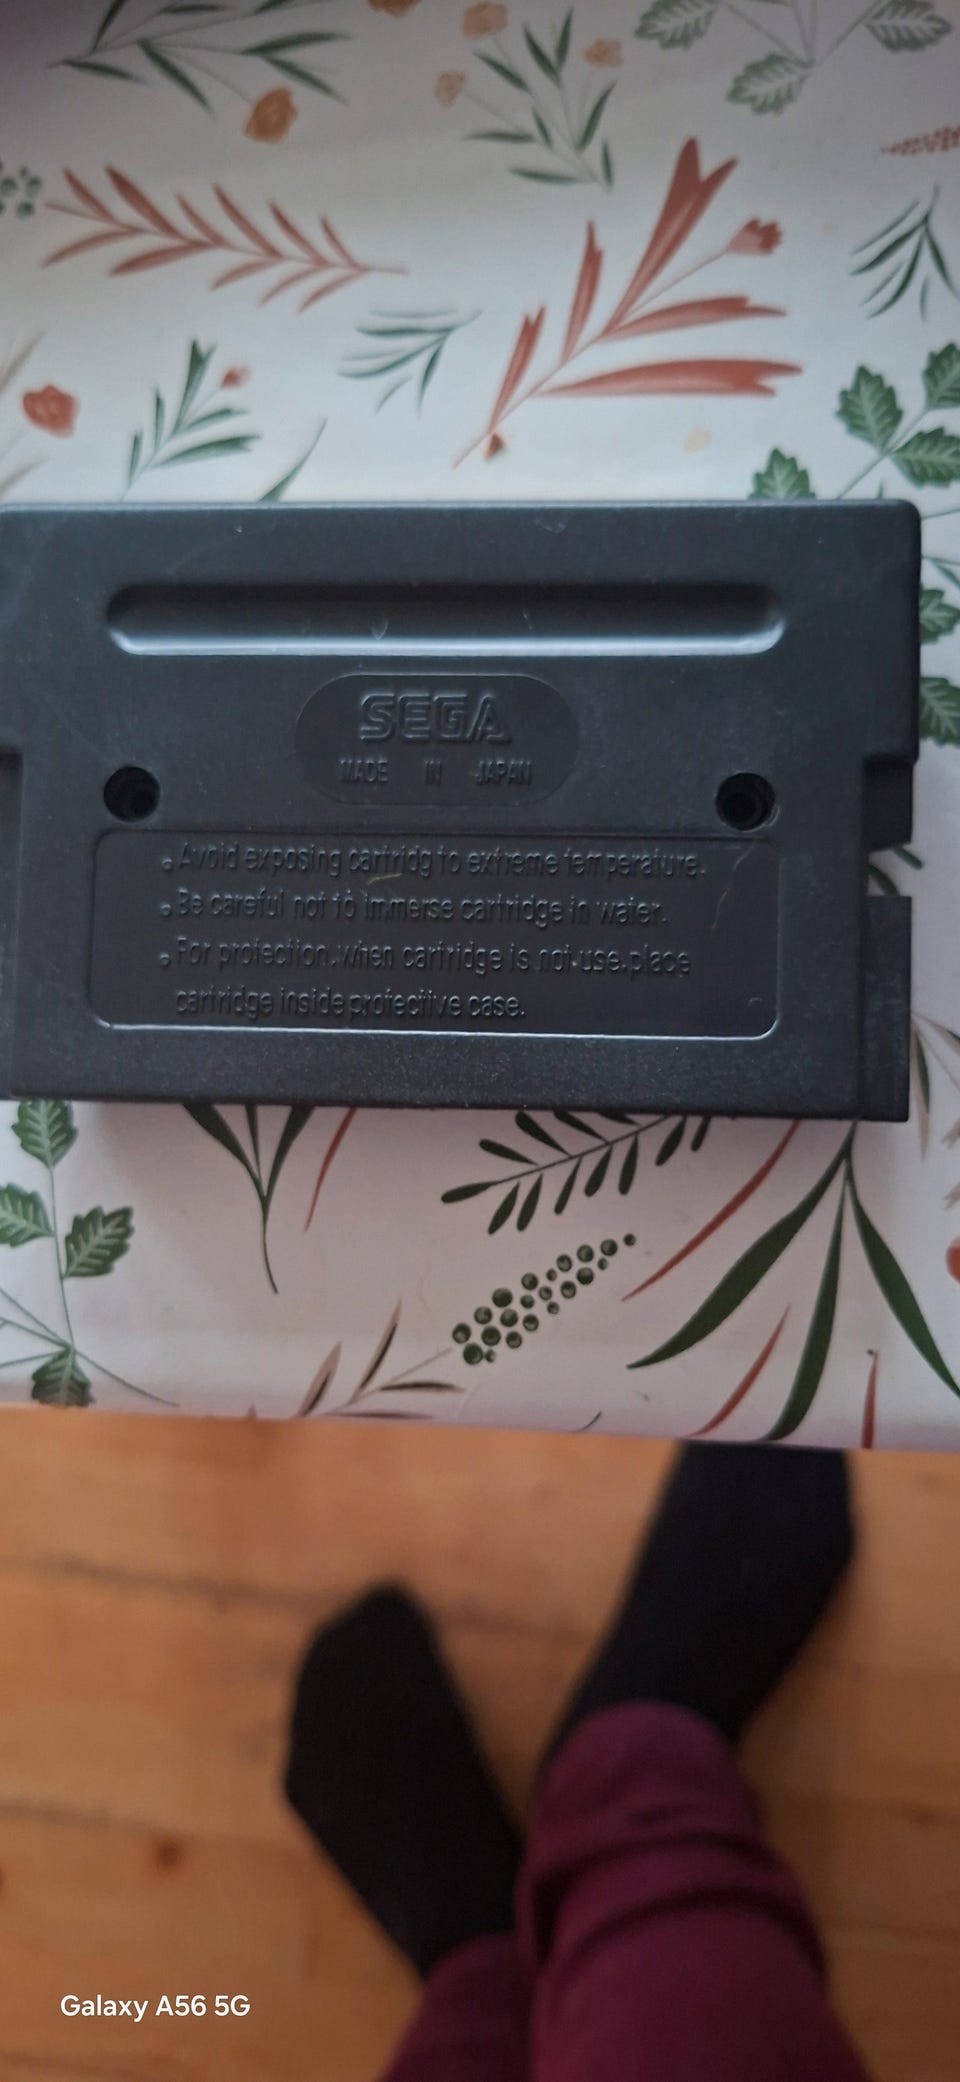 SEGA
MADE IN JAPAN
Avoid exposing cartridg to extreme temperature.
Be careful not to immerse cartridge in water.
For protection.when cartridge is not use.place
cartridge inside protective case.
Galaxy A56 5G